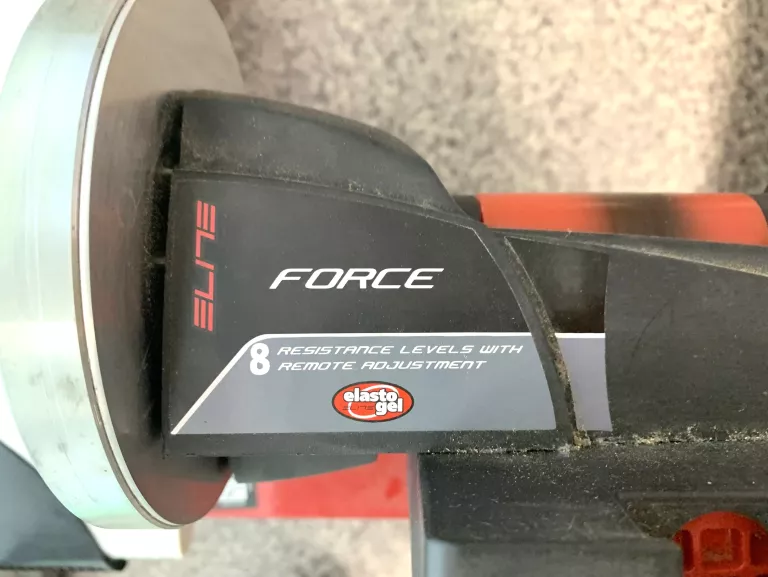 ELITE
FORCE
8 RESISTANCE LEVELS WITH
REMOTE ADJUSTMENT
elasto
gel